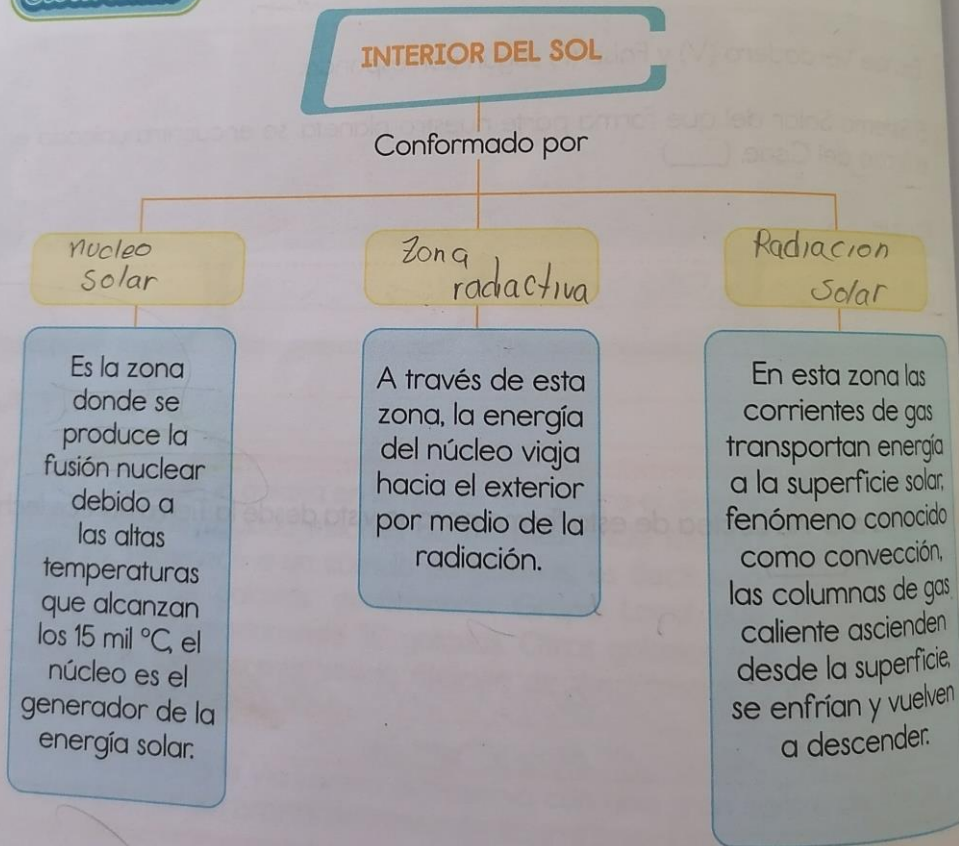 INTERIOR DEL SOL
Conformado por
nucleo
solar
Zona
radiactiva
Radiacion
Solar
Es la zona
donde se
produce la
fusión nuclear
debido a
las altas
temperaturas
que alcanzan
los 15 mil °C, el
núcleo es el
generador de la
energía solar.
A través de esta
zona, la energía
del núcleo viaja
hacia el exterior
por medio de la
radiación.
En esta zona las
corrientes de gas
transportan energía
a la superficie solar,
fenómeno conocido
como convección,
las columnas de gas
caliente ascienden
desde la superficie,
se enfrían y vuelven
a descender.